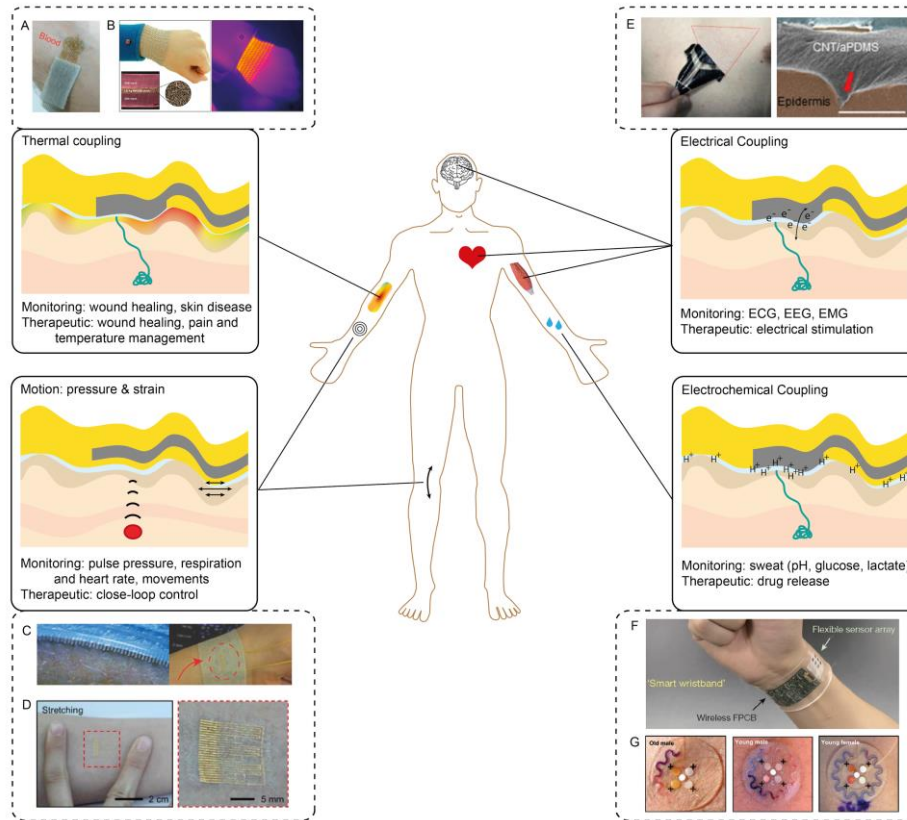 A
B
Blood
Thermal coupling
Monitoring: wound healing, skin disease
Therapeutic: wound healing, pain and
temperature management
Motion: pressure & strain
Monitoring: pulse pressure, respiration
and heart rate, movements
Therapeutic: close-loop control
C
D
Stretching
2 cm
5 mm
E
CNT/aPDMS
Epidermis
Electrical Coupling
e-
e-
e-
e-
e-
Monitoring: ECG, EEG, EMG
Therapeutic: electrical stimulation
Electrochemical Coupling
H+
H+
H+
H+
H+
H+
H+
H+
H+
H+
H+
Monitoring: sweat (pH, glucose, lactate)
Therapeutic: drug release
F
Flexible sensor array
'Smart wristband'
Wireless FPCB
G
Old male
Young male
Young female